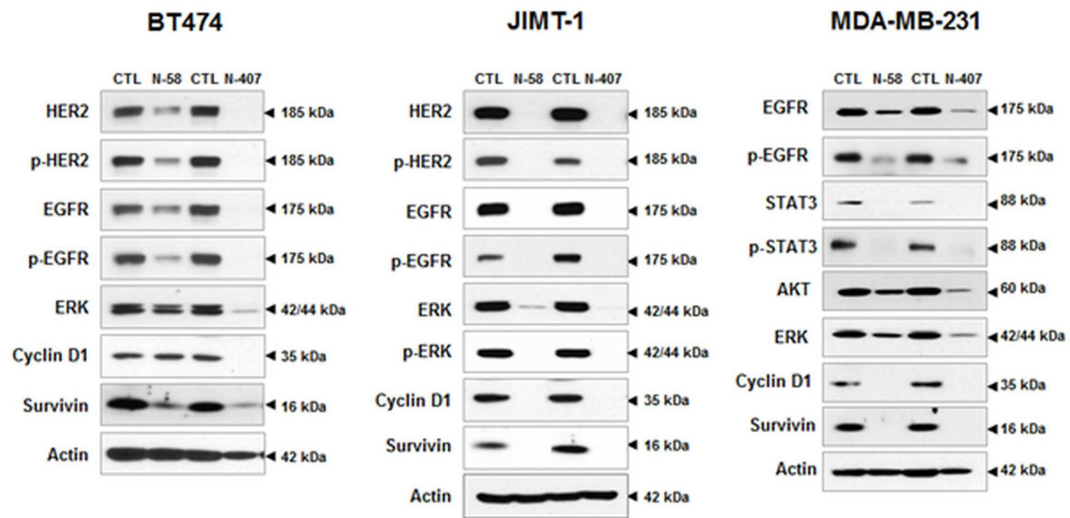 BT474
JIMT-1
MDA-MB-231
CTL N-58 CTL N-407
HER2 185 kDa
p-HER2 185 kDa
EGFR 175 kDa
p-EGFR 175 kDa
ERK 42/44 kDa
Cyclin D1 35 kDa
Survivin 16 kDa
Actin 42 kDa
CTL N-58 CTL N-407
HER2 185 kDa
p-HER2 185 kDa
EGFR 175 kDa
p-EGFR 175 kDa
ERK 42/44 kDa
p-ERK 42/44 kDa
Cyclin D1 35 kDa
Survivin 16 kDa
Actin 42 kDa
CTL N-58 CTL N-407
EGFR 175 kDa
p-EGFR 175 kDa
STAT3 88 kDa
p-STAT3 88 kDa
AKT 60 kDa
ERK 42/44 kDa
Cyclin D1 35 kDa
Survivin 16 kDa
Actin 42 kDa